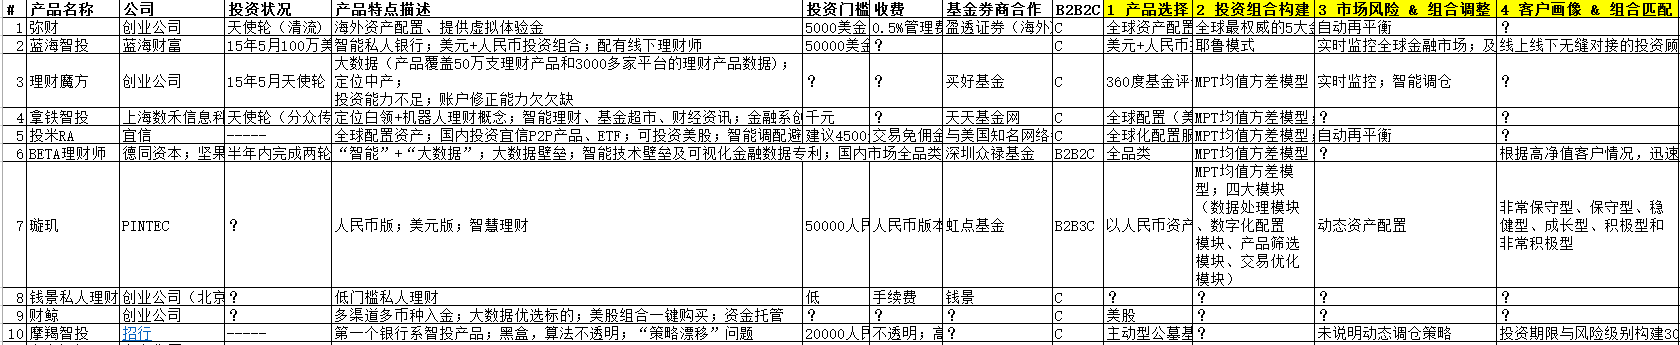 # 产品名称 公司 投资状况 产品特点描述 投资门槛 收费 基金券商合作 B2B2C 1 产品选择 2 投资组合构建 3 市场风险 & 组合调整 4 客户画像 & 组合匹配
1 弥财 创业公司 天使轮（清流） 海外资产配置、提供虚拟体验金 5000美金 0.5%管理费 盈透证券（海外 C 全球资产配置 全球最权威的5大 自动再平衡 ?
2 蓝海智投 蓝海财富 15年5月100万美 智能私人银行；美元+人民币投资组合；配有线下理财师 50000美金 ? C 美元+人民币 耶鲁模式 实时监控全球金融市场；及 线上线下无缝对接的投资顾
大数据（产品覆盖50万支理财产品和3000多家平台的理财产品数据）；
3 理财魔方 创业公司 15年5月天使轮 定位中产； ? ? 买好基金 C 360度基金评 MPT均值方差模型 实时监控；智能调仓 ?
投资能力不足；账户修正能力欠欠缺
4 拿铁智投 上海数禾信息科 天使轮（分众传 定位白领+机器人理财概念；智能理财、基金超市、财经资讯；金融系创 千元 ? 天天基金网 C 全球配置（美 MPT均值方差模型； ? ?
5 投米RA 宜信 ----- 全球配置资产；国内投资宜信P2P产品、ETF；可投资美股；智能调配避 建议4500 交易免佣金 与美国知名网络 C 全球化配置服 MPT均值方差模型 自动再平衡 ?
6 BETA理财师 德同资本；坚果 半年内完成两轮 “智能”+“大数据”；大数据壁垒；智能技术壁垒及可视化金融数据专利；国内市场全品类 深圳众禄基金 B2B2C 全品类 MPT均值方差模型 ? 根据高净值客户情况，迅速
MPT均值方差模
型；四大模块
（数据处理模块 非常保守型、保守型、稳
7 璇玑 PINTEC ? 人民币版；美元版；智慧理财 50000人民 人民币版本 虹点基金 B2B3C 以人民币资产 、数字化配置 动态资产配置 健型、成长型、积极型和
模块、产品筛选 非常积极型
模块、交易优化
模块）
8 钱景私人理财 创业公司（北京 ? 低门槛私人理财 低 手续费 钱景 C ? ? ? ?
9 财鲸 创业公司 ? 多渠道多币种入金；大数据优选标的；美股组合一键购买；资金托管 ? ? ? C 美股 ? ? ?
10 摩羯智投 招行 ----- 第一个银行系智投产品；黑盒，算法不透明；“策略漂移”问题 20000人民 不透明；高 ? C 主动型公募基 ? 未说明动态调仓策略 投资期限与风险级别构建30